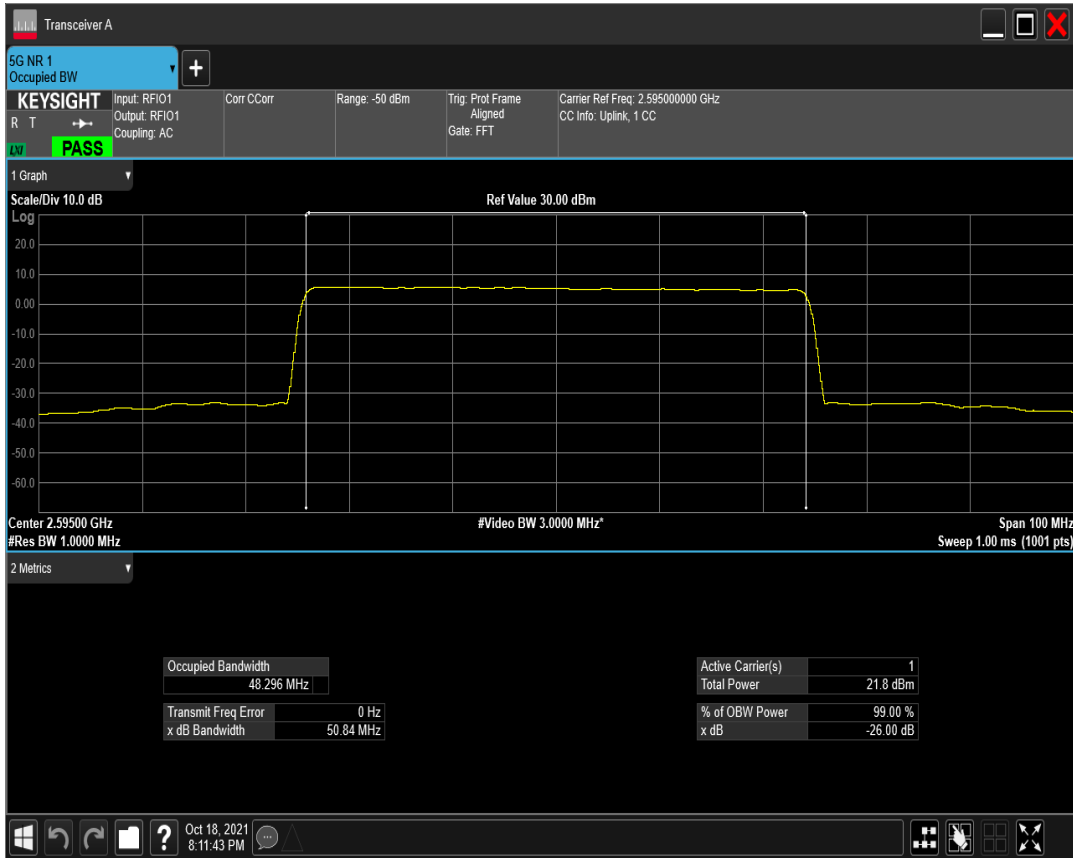 Transceiver A
5G NR 1
Occupied BW
KEYSIGHT
R T
LXI
PASS
Input: RFIO1
Output: RFIO1
Coupling: AC
Corr CCorr
Range: -50 dBm
Trig: Prot Frame
Aligned
Gate: FFT
Carrier Ref Freq: 2.595000000 GHz
CC Info: Uplink, 1 CC
1 Graph
Scale/Div 10.0 dB
Ref Value 30.00 dBm
Log
20.0
10.0
0.00
-10.0
-20.0
-30.0
-40.0
-50.0
-60.0
Center 2.59500 GHz
#Video BW 3.0000 MHz*
Span 100 MHz
#Res BW 1.0000 MHz
Sweep 1.00 ms (1001 pts)
2 Metrics
Occupied Bandwidth
48.296 MHz
Transmit Freq Error 0 Hz
x dB Bandwidth 50.84 MHz
Active Carrier(s) 1
Total Power 21.8 dBm
% of OBW Power 99.00 %
x dB -26.00 dB
?
Oct 18, 2021
8:11:43 PM